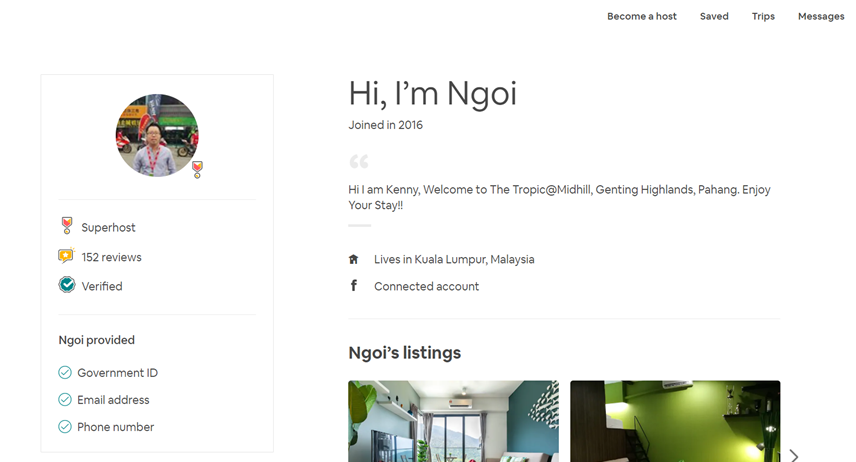 Become a host Saved Trips Messages
Hi, I'm Ngoi
Joined in 2016
“
Hi I am Kenny, Welcome to The Tropic@Midhill, Genting Highlands, Pahang. Enjoy
Your Stay!!
Superhost
152 reviews
Verified
Lives in Kuala Lumpur, Malaysia
Connected account
Ngoi provided
Government ID
Email address
Phone number
Ngoi's listings